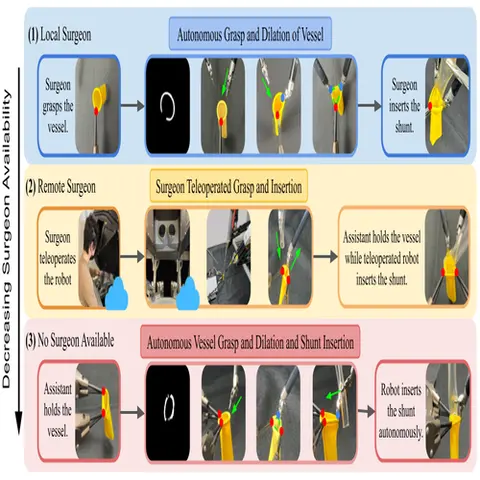 Decreasing Surgeon Availability
(1) Local Surgeon
Autonomous Grasp and Dilation of Vessel
Surgeon
grasps the
vessel.
Surgeon
inserts the
shunt.
(2) Remote Surgeon
Surgeon Teleoperated Grasp and Insertion
Surgeon
teleoperates
the robot
Assistant holds the vessel
while teleoperated robot
inserts the shunt.
(3) No Surgeon Available
Autonomous Vessel Grasp and Dilation and Shunt Insertion
Assistant
holds the
vessel.
Robot inserts
the shunt
autonomously.